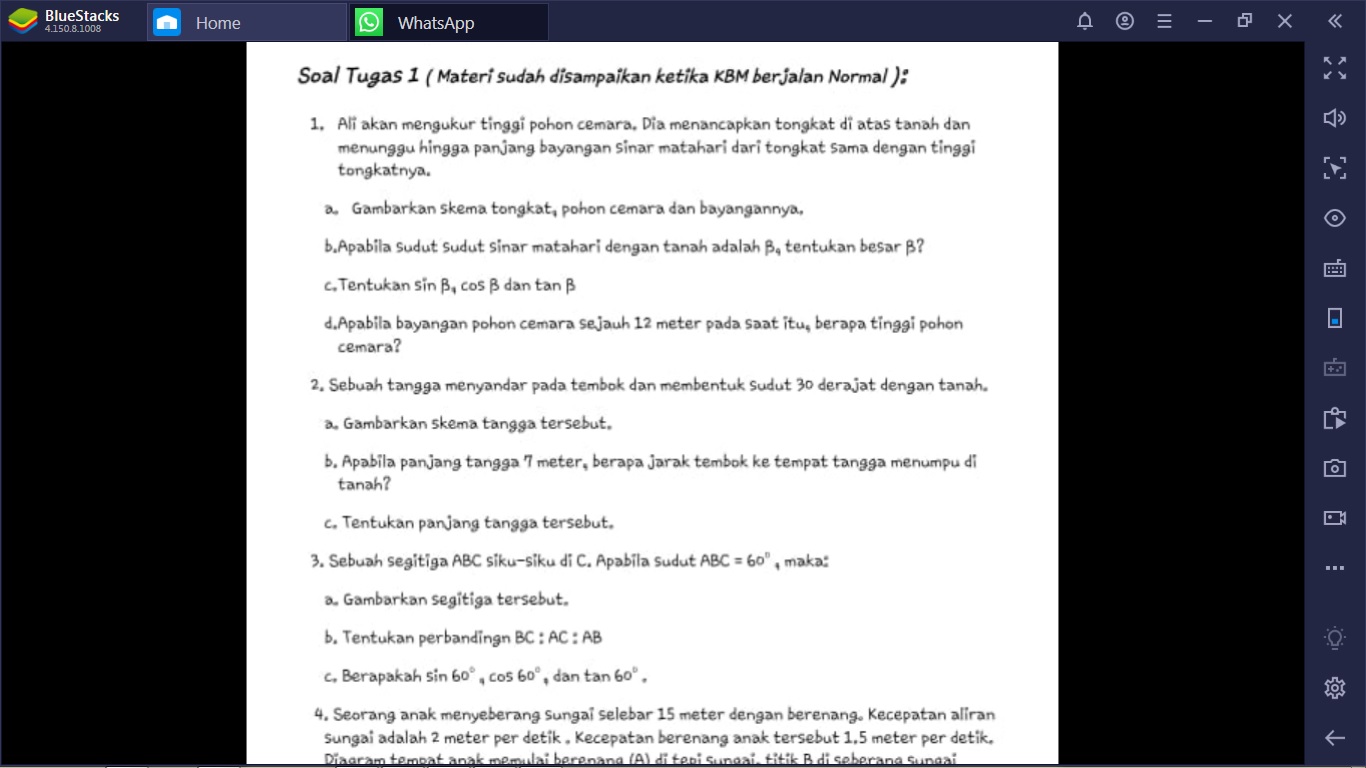 BlueStacks
4.150.8.1008
Home
WhatsApp
Soal Tugas 1 ( Materi sudah disampaikan ketika KBM berjalan Normal ):
1. Ali akan mengukur tinggi pohon cemara. Dia menancapkan tongkat di atas tanah dan
menunggu hingga panjang bayangan sinar matahari dari tongkat sama dengan tinggi
tongkatnya.
a. Gambarkan skema tongkat, pohon cemara dan bayangannya.
b.Apabila sudut sudut sinar matahari dengan tanah adalah β, tentukan besar β?
c.Tentukan sin β, cos β dan tan β
d.Apabila bayangan pohon cemara sejauh 12 meter pada saat itu, berapa tinggi pohon
cemara?
2. Sebuah tangga menyandar pada tembok dan membentuk sudut 30 derajat dengan tanah.
a. Gambarkan skema tangga tersebut.
b. Apabila panjang tangga 7 meter, berapa jarak tembok ke tempat tangga menumpu di
tanah?
c. Tentukan panjang tangga tersebut.
3. Sebuah segitiga ABC siku-siku di C. Apabila sudut ABC = 60°, maka:
a. Gambarkan segitiga tersebut.
b. Tentukan perbandingn BC : AC : AB
c. Berapakah sin 60°, cos 60°, dan tan 60°.
4. Seorang anak menyeberang sungai selebar 15 meter dengan berenang. Kecepatan aliran
sungai adalah 2 meter per detik . Kecepatan berenang anak tersebut 1,5 meter per detik.
Diagram tempat anak memulai berenang (A) di tepi sungai, titik B di seberang sungai